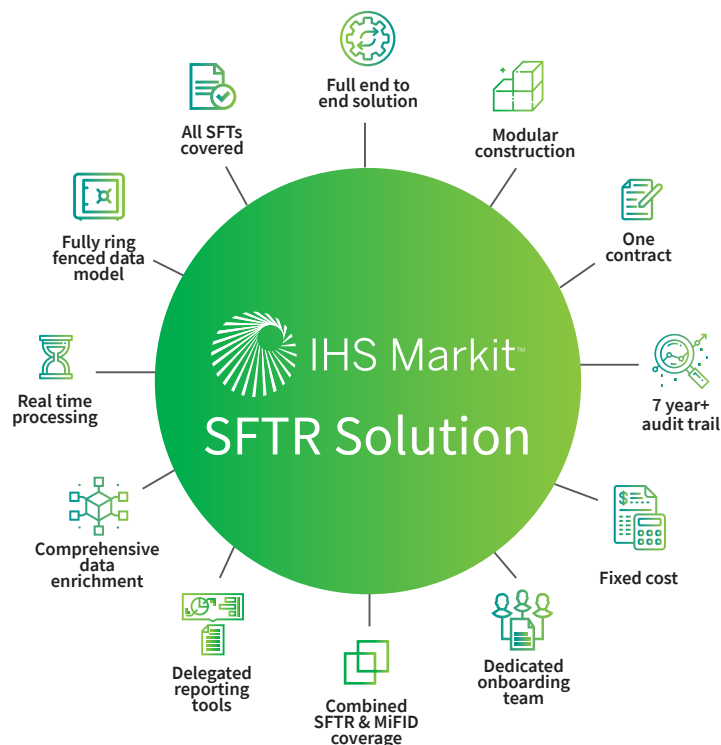 Full end to
end solution
Modular
construction
One
contract
7 year+
audit trail
Fixed cost
Dedicated
onboarding
team
Combined
SFTR & MiFID
coverage
Delegated
reporting
tools
Comprehensive
data
enrichment
Real time
processing
Fully ring
fenced data
model
All SFTs
covered
IHS Markit™
SFTR Solution